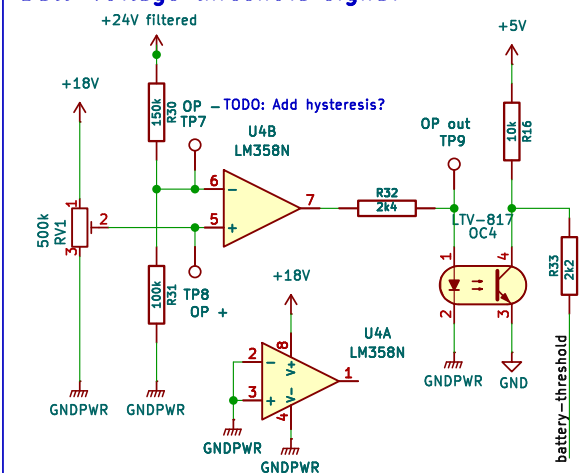 +24V filtered
+5V
+18V
150k
R30
OP -
TP7
TODO: Add hysteresis?
U4B
LM358N
OP out
TP9
10k
R16
6
5
7
R32
2k4
LTV-817
OC4
500k
RV1
1
2
3
100k
R31
TP8
OP +
1
2
4
3
R33
2k2
+18V
U4A
LM358N
2
3
8
V+
V-
4
1
GNDPWR
GNDPWR
GNDPWR
GND
GNDPWR
GNDPWR
battery-threshold